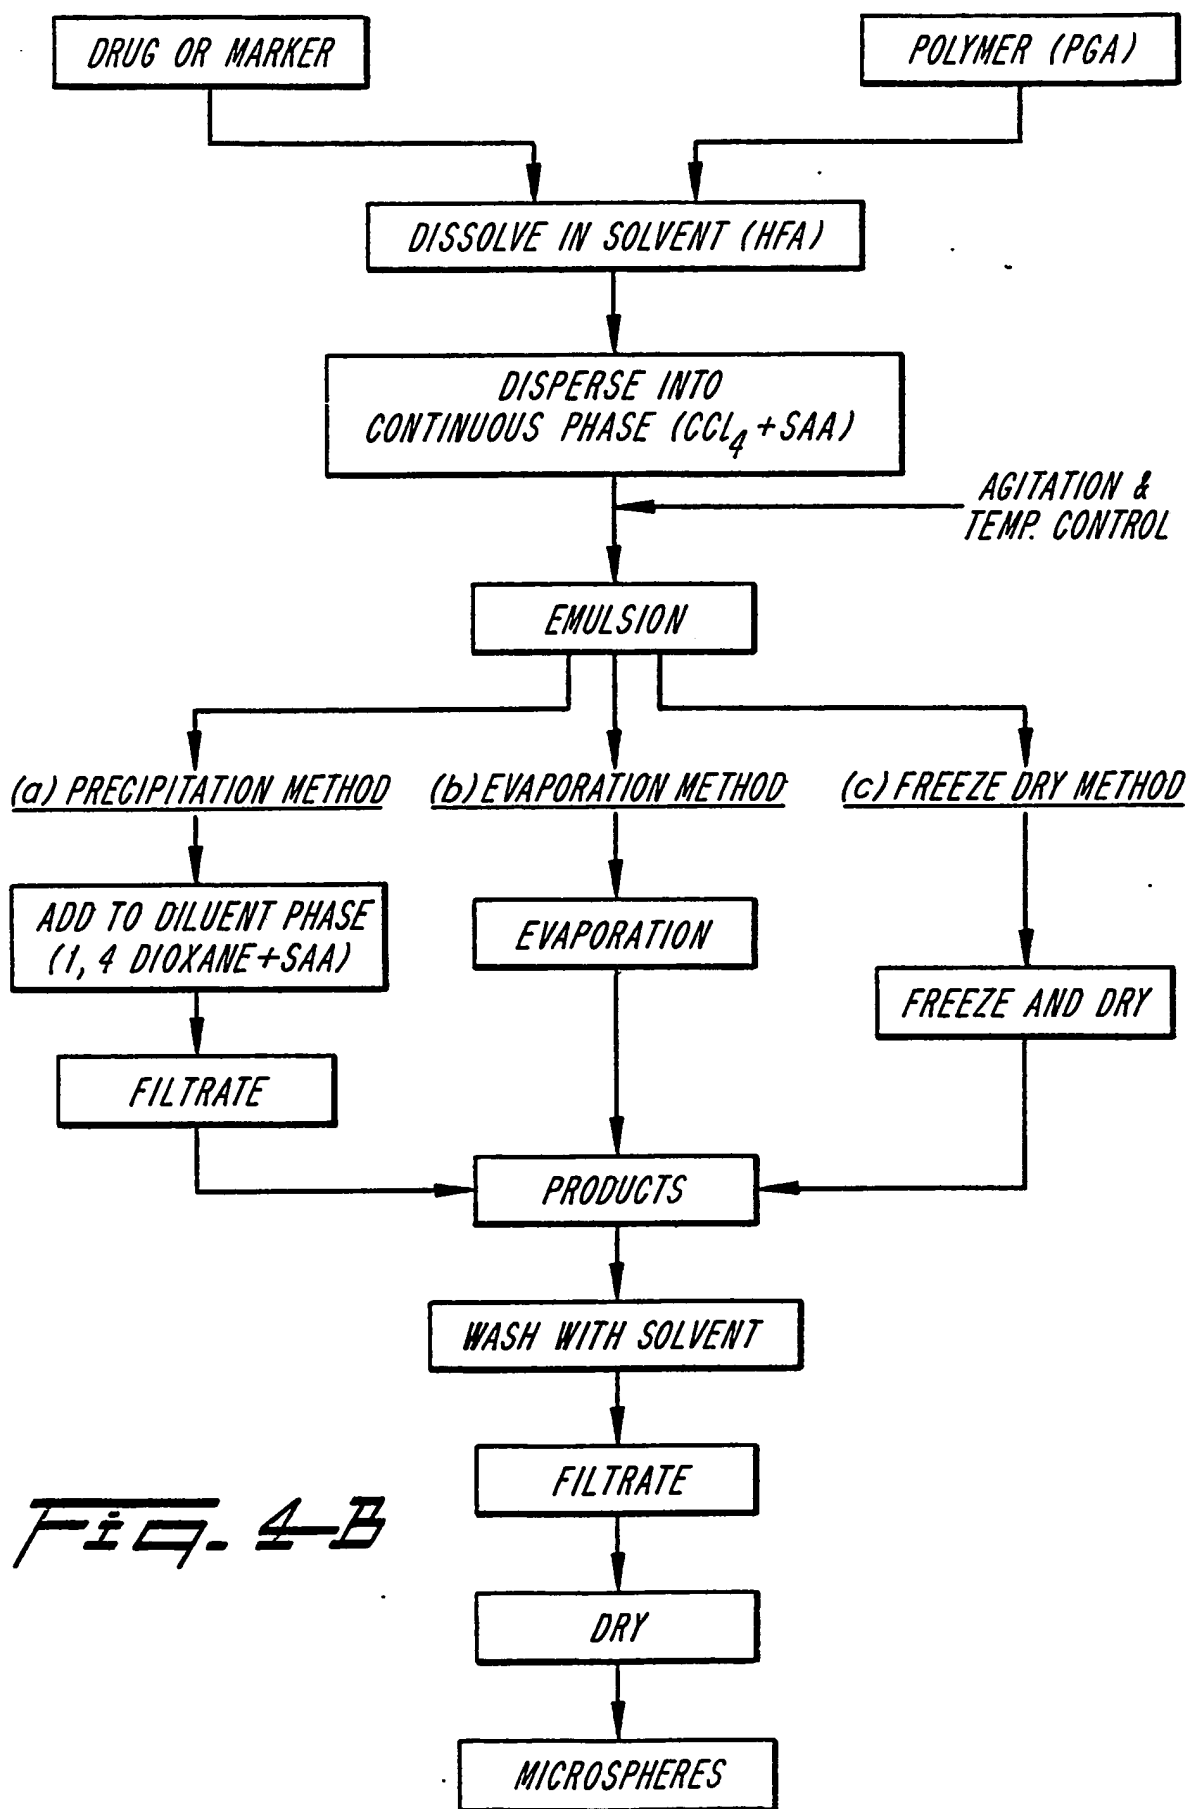 DRUG OR MARKER
POLYMER (PGA)
DISSOLVE IN SOLVENT (HFA)
DISPERSE INTO
CONTINUOUS PHASE (CCL4+SAA)
AGITATION &
TEMP. CONTROL
EMULSION
(a) PRECIPITATION METHOD
(b) EVAPORATION METHOD
(c) FREEZE DRY METHOD
ADD TO DILUENT PHASE
(1, 4 DIOXANE+SAA)
EVAPORATION
FREEZE AND DRY
FILTRATE
PRODUCTS
WASH WITH SOLVENT
FILTRATE
Fig. 4-B
DRY
MICROSPHERES